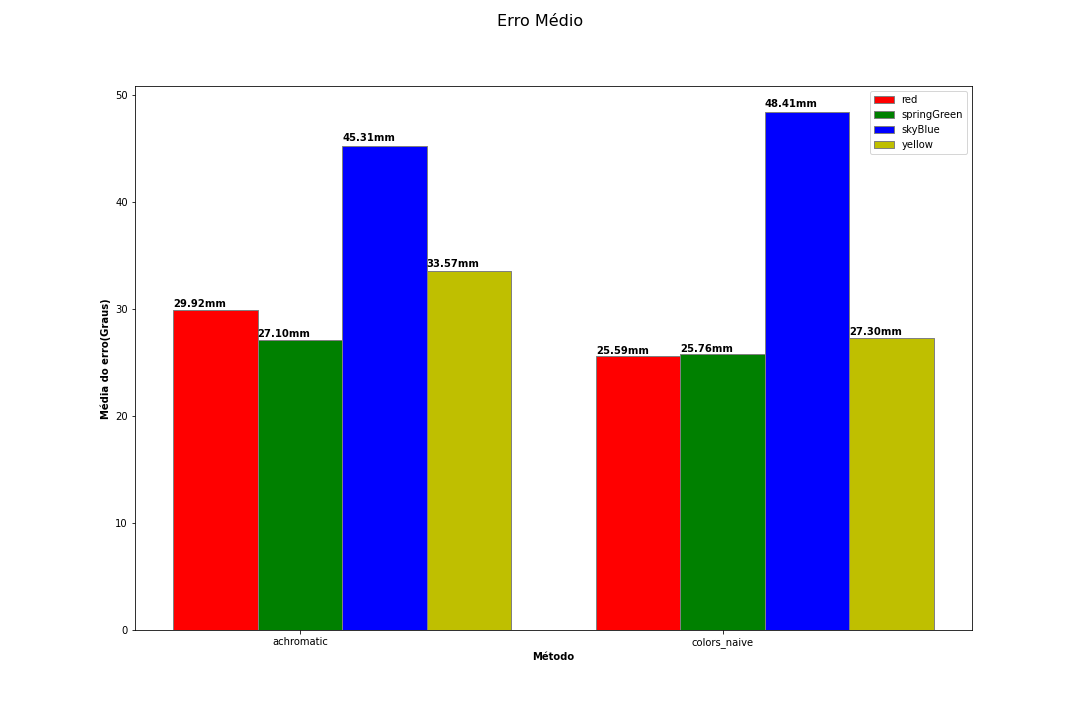 Erro Médio
50
40
30
20
10
0
Média do erro(Graus)
29.92mm
27.10mm
45.31mm
33.57mm
25.59mm
25.76mm
48.41mm
27.30mm
red
springGreen
skyBlue
yellow
achromatic
colors_naive
Método